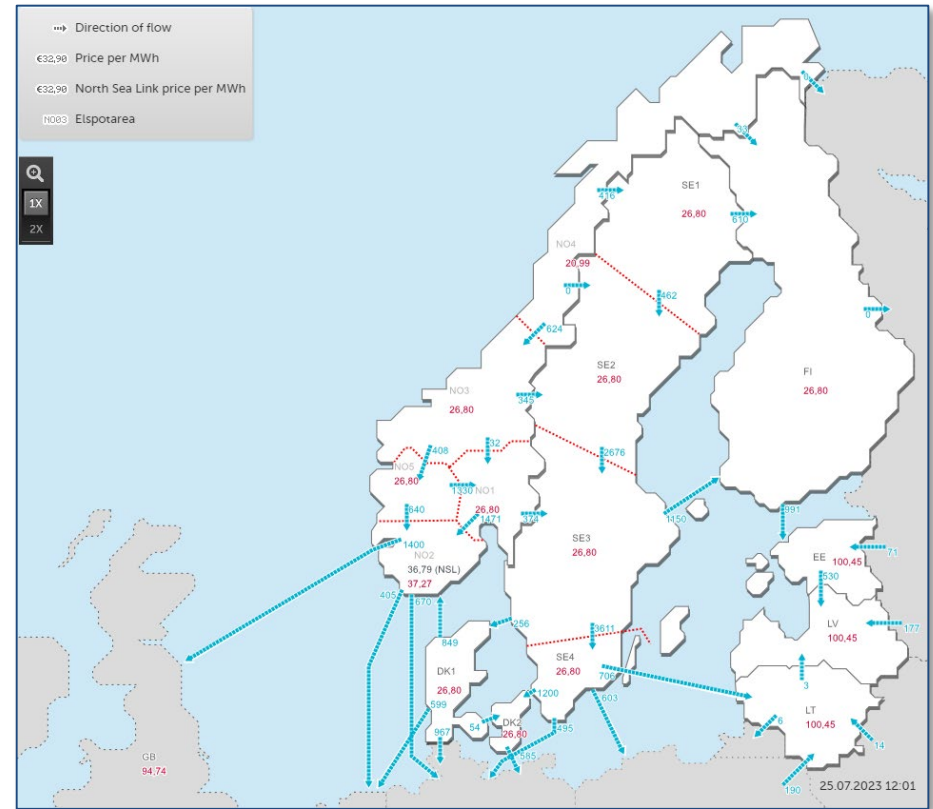 Direction of flow
€32,90 Price per MWh
€32,90 North Sea Link price per MWh
NO03 Elspotarea
1X
2X
0
33
SE1
416
26,80
610
NO4
20,99
0
462
0
624
SE2
26,80
FI
26,80
NO3
26,80
345
32
408
2676
NO5
26,80
1330
NO1
26,80
640
1471
374
1150
991
1400
NO2
36,79 (NSL)
37,27
SE3
26,80
71
EE
100,45
530
405
670
256
LV
100,45
177
849
3611
DK1
26,80
SE4
26,80
706
603
3
599
1200
LT
100,45
54
DK2
26,80
495
6
967
585
14
GB
94,74
190
25.07.2023 12:01